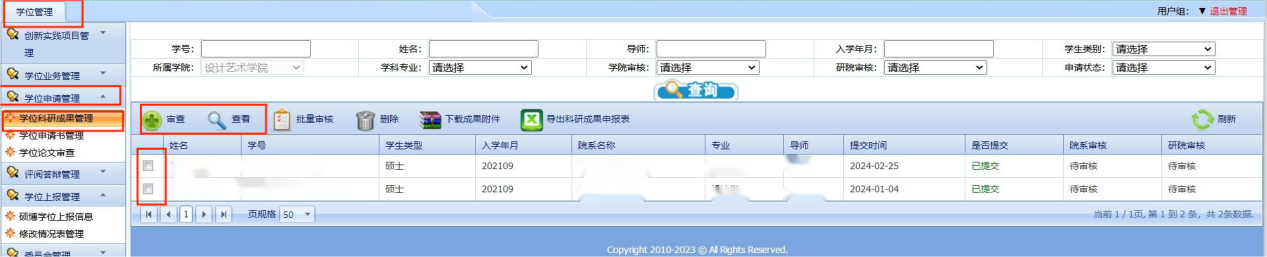 学位管理
用户组: ▼ 退出管理
创新实践项目管
理
学位业务管理
学位申请管理
学位科研成果管理
学位申请书管理
学位论文审查
评阅答辩管理
学位上报管理
硕博学位上报信息
修改情况表管理
委员会管理
学号: 姓名: 导师: 入学年月: 学生类别: 请选择
所属学院: 设计艺术学院 学科专业: 请选择 学院审核: 请选择 研院审核: 请选择 申请状态: 请选择
查询
审查 查看 批量审核 删除 下载成果附件 导出科研成果申报表 刷新
姓名 学号 学生类型 入学年月 院系名称 专业 导师 提交时间 是否提交 院系审核 研院审核
硕士 202109 2024-02-25 已提交 待审核 待审核
硕士 202109 2024-01-04 已提交 待审核 待审核
1 页规格 50 当前 1 / 1页, 第 1 到 2 条, 共 2条数据.
Copyright 2010-2023 @ All Rights Reserved.